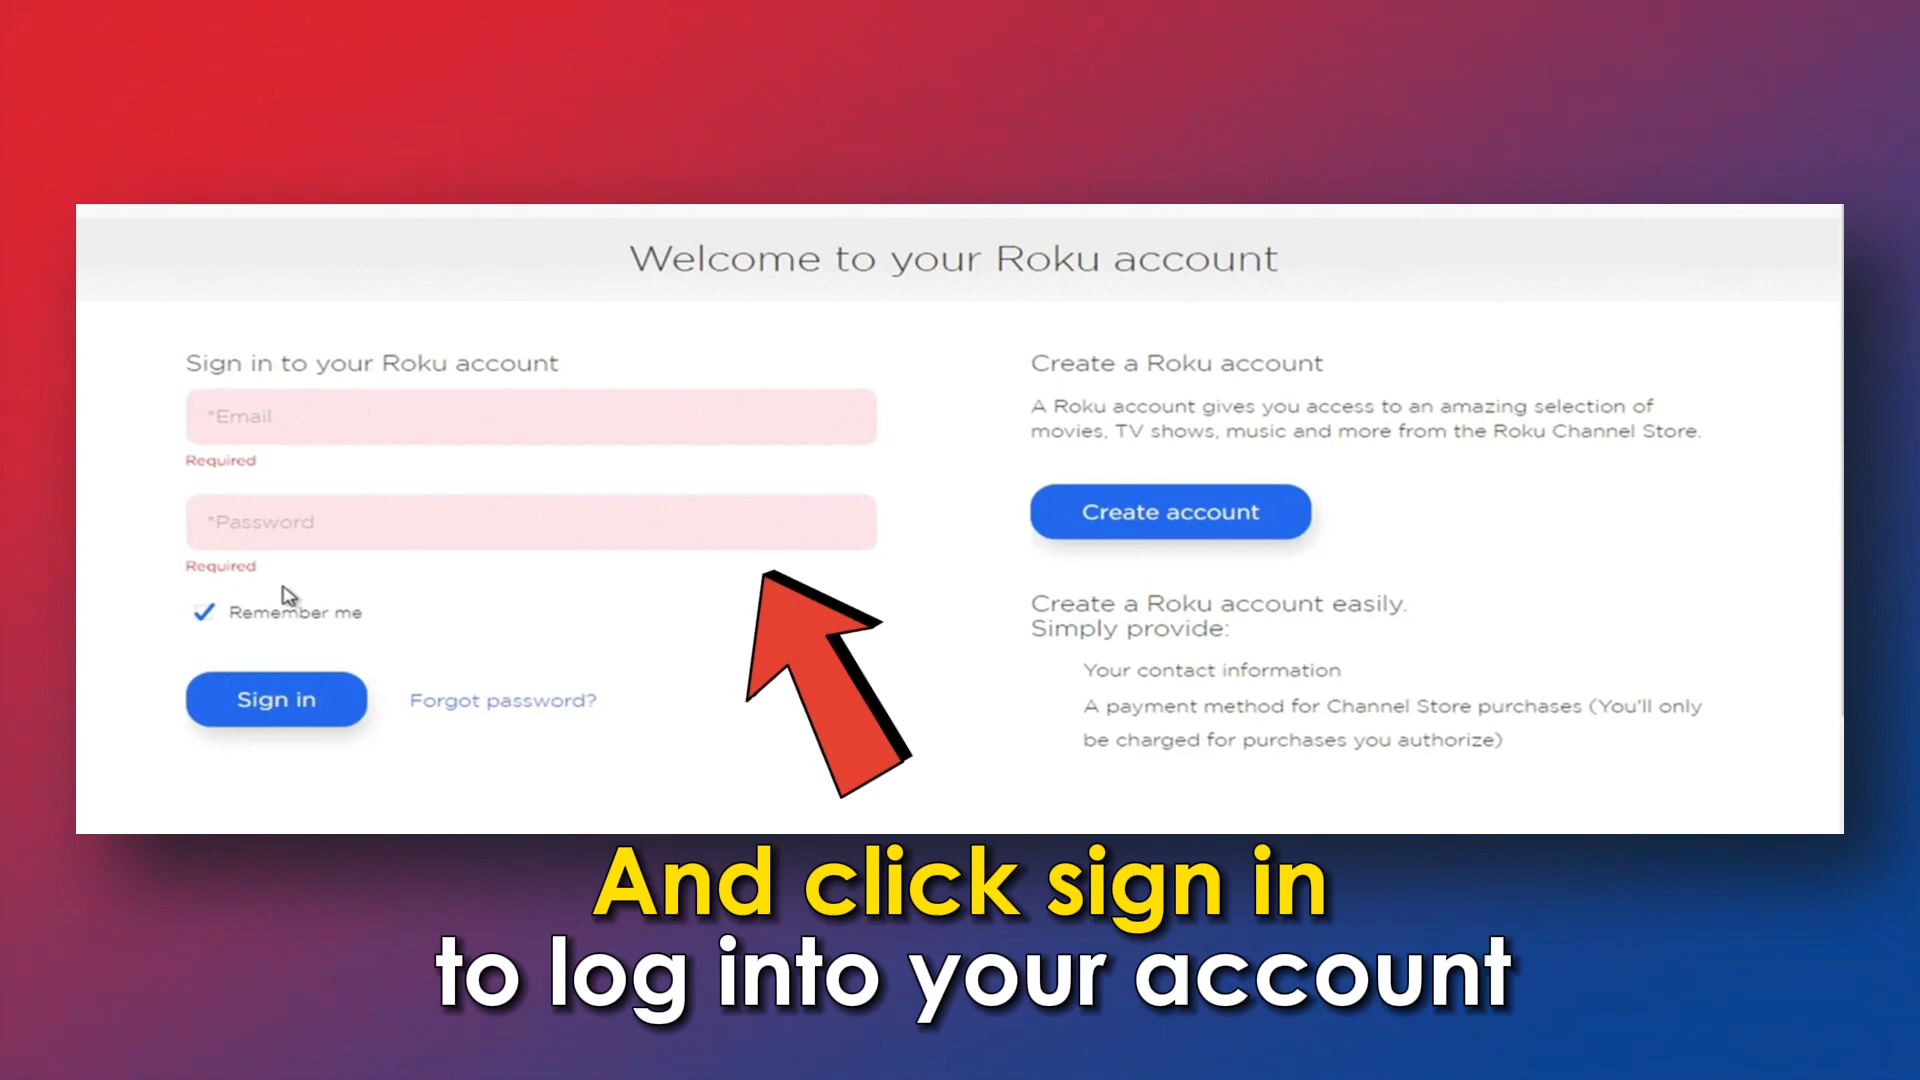 Welcome to your Roku account
Sign in to your Roku account
*Email
Required
*Password
Required
Remember me
Sign in
Forgot password?
Create a Roku account
A Roku account gives you access to an amazing selection of
movies, TV shows, music and more from the Roku Channel Store.
Create account
Create a Roku account easily.
Simply provide:
Your contact information
A payment method for Channel Store purchases (You'll only
be charged for purchases you authorize)
And click sign in
to log into your account